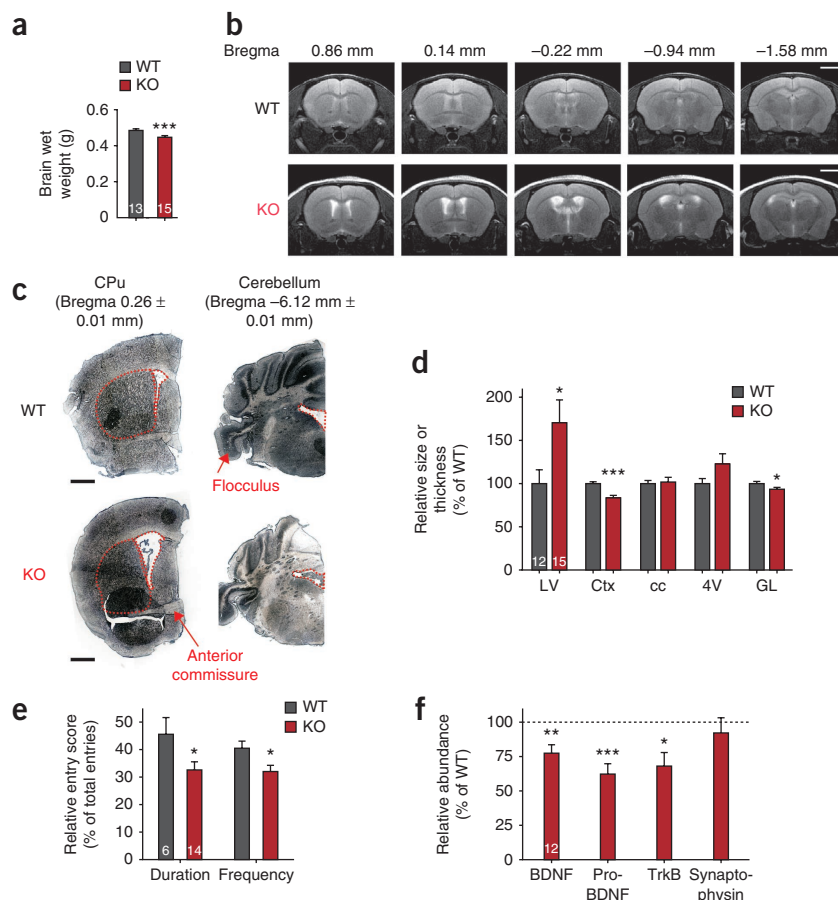 a
WT
KO
Brain wet
weight (g)
0.6
0.4
0.2
0
***
13
15
b
Bregma
0.86 mm
0.14 mm
–0.22 mm
–0.94 mm
–1.58 mm
WT
KO
c
CPu
(Bregma 0.26 ±
0.01 mm)
Cerebellum
(Bregma –6.12 mm ±
0.01 mm)
WT
Flocculus
KO
Anterior
commissure
d
WT
KO
Relative size or
thickness
(% of WT)
200
150
100
50
0
*
***
*
12
15
LV
Ctx
cc
4V
GL
e
WT
KO
Relative entry score
(% of total entries)
50
40
30
20
10
0
*
*
6
14
Duration
Frequency
f
Relative abundance
(% of WT)
100
75
50
25
0
**
***
*
12
BDNF
Pro-
BDNF
TrkB
Synapto-
physin